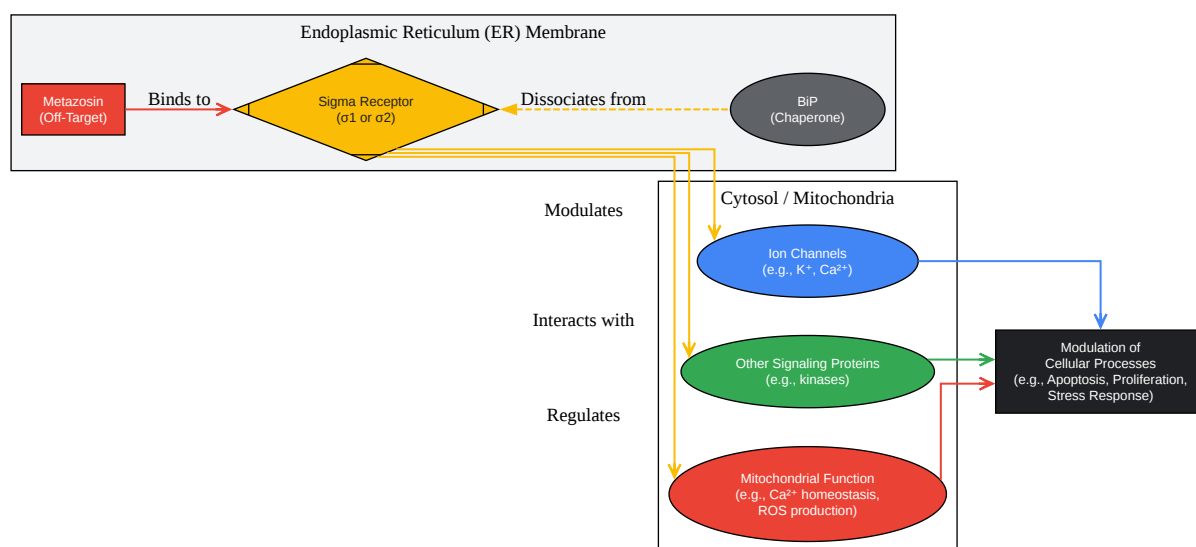 Endoplasmic Reticulum (ER) Membrane
Metazosin
(Off-Target)
Binds to
Sigma Receptor
(σ1 or σ2)
Dissociates from
BiP
(Chaperone)
Cytosol / Mitochondria
Modulates
Ion Channels
(e.g., K⁺, Ca²⁺)
Interacts with
Other Signaling Proteins
(e.g., kinases)
Modulation of
Cellular Processes
(e.g., Apoptosis, Proliferation,
Stress Response)
Regulates
Mitochondrial Function
(e.g., Ca²⁺ homeostasis,
ROS production)